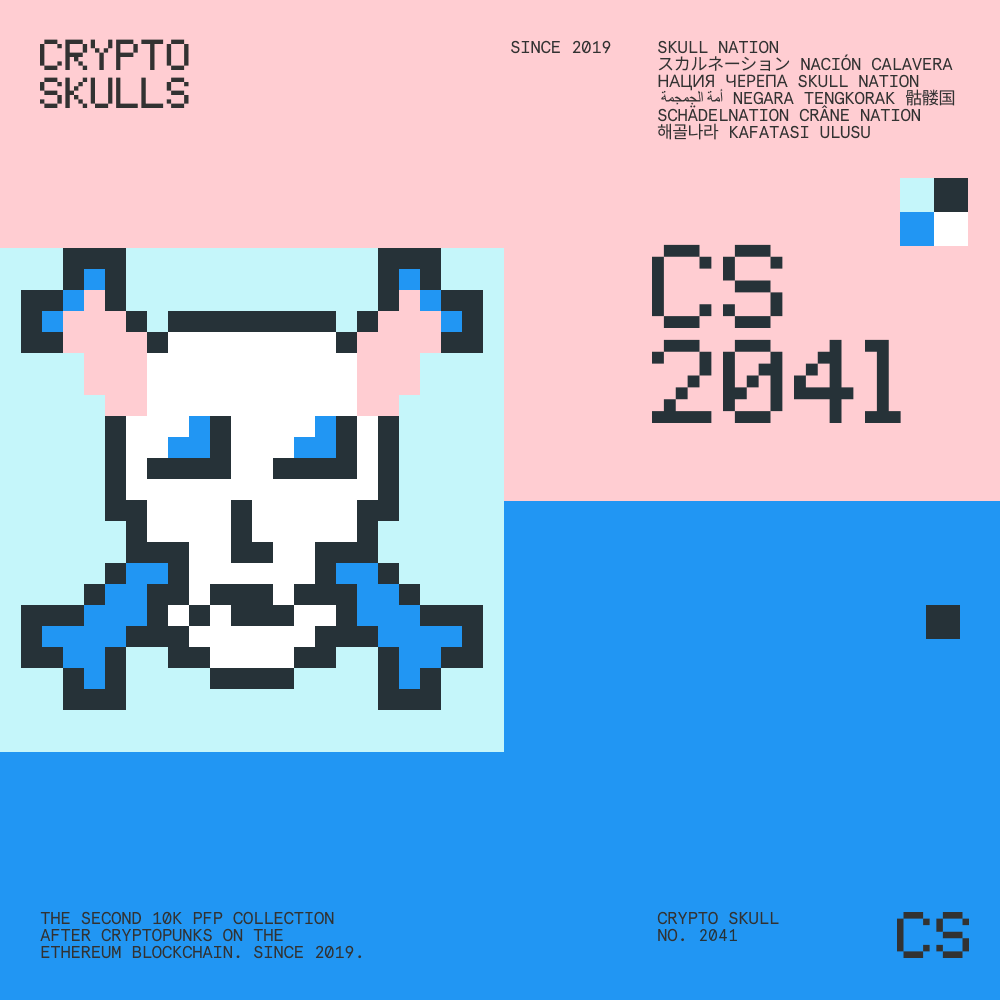 CRYPTO
SKULLS
SINCE 2019
SKULL NATION
スカルネーション NACIÓN CALAVERA
НАЦИЯ ЧЕРЕПА SKULL NATION
أمة الجمجمة NEGARA TENGKORAK 骷髅国
SCHÄDELNATION CRÂNE NATION
해골나라 KAFATASI ULUSU
CS
2041
THE SECOND 10K PFP COLLECTION
AFTER CRYPTOPUNKS ON THE
ETHEREUM BLOCKCHAIN. SINCE 2019.
CRYPTO SKULL
NO. 2041
CS